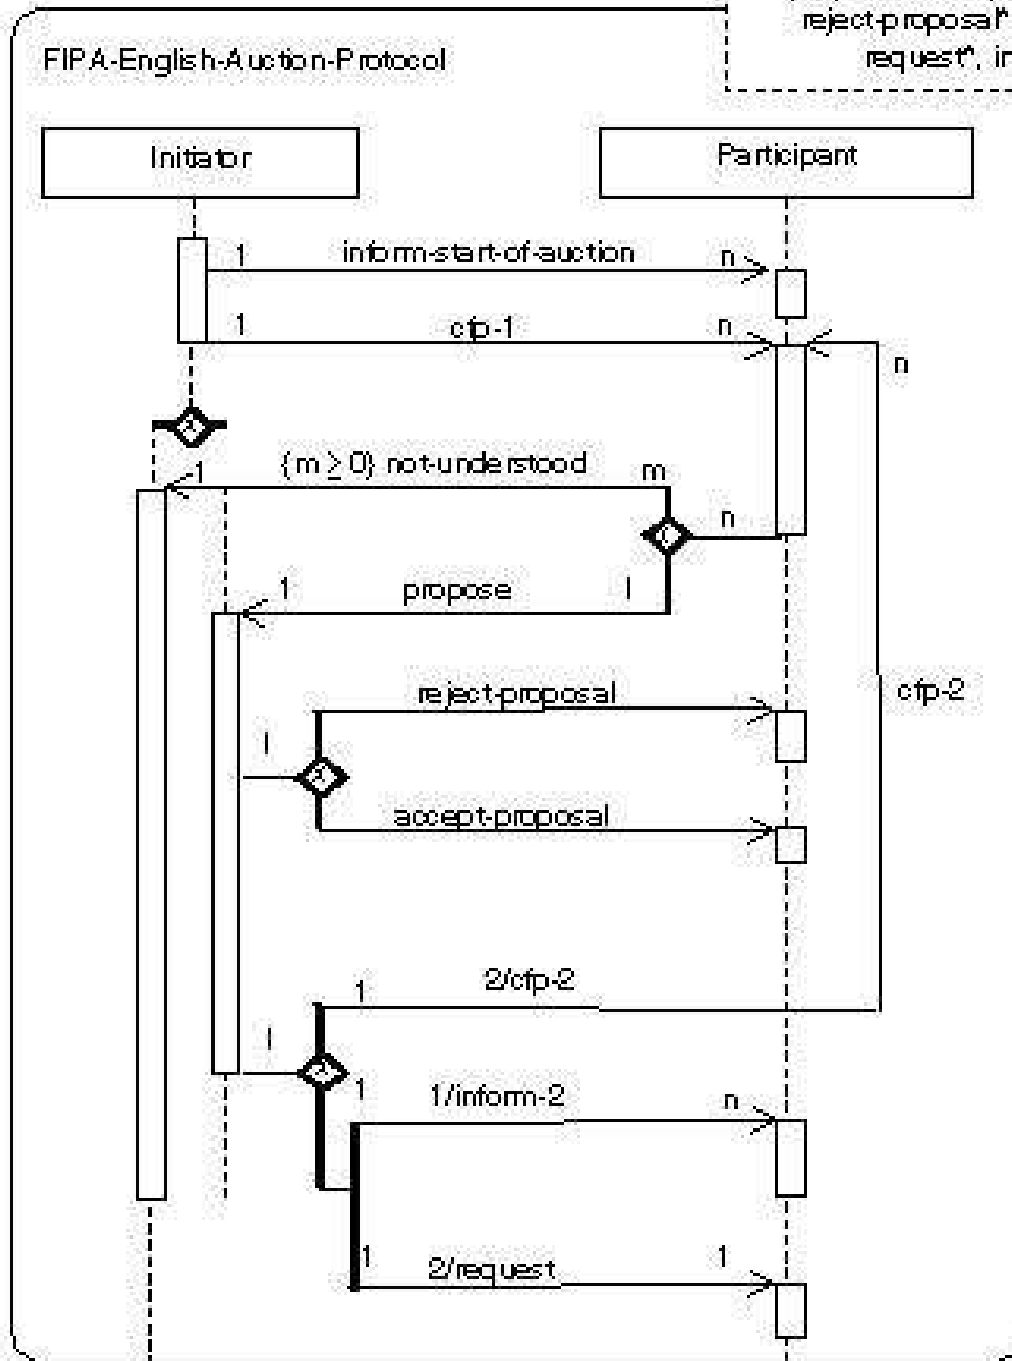 reject-proposal*
FIPA-English-Auction-Protocol
request*, in
Initiator
Participant
1 inform-start-of-auction n
1 cfp-1 n
n
x
1 {m ≥ 0} not-understood m
n
1 propose l
reject-proposal
cfp-2
l
x
accept-proposal
1 2/cfp-2
l
x
1 1/inform-2 n
1 2/request 1